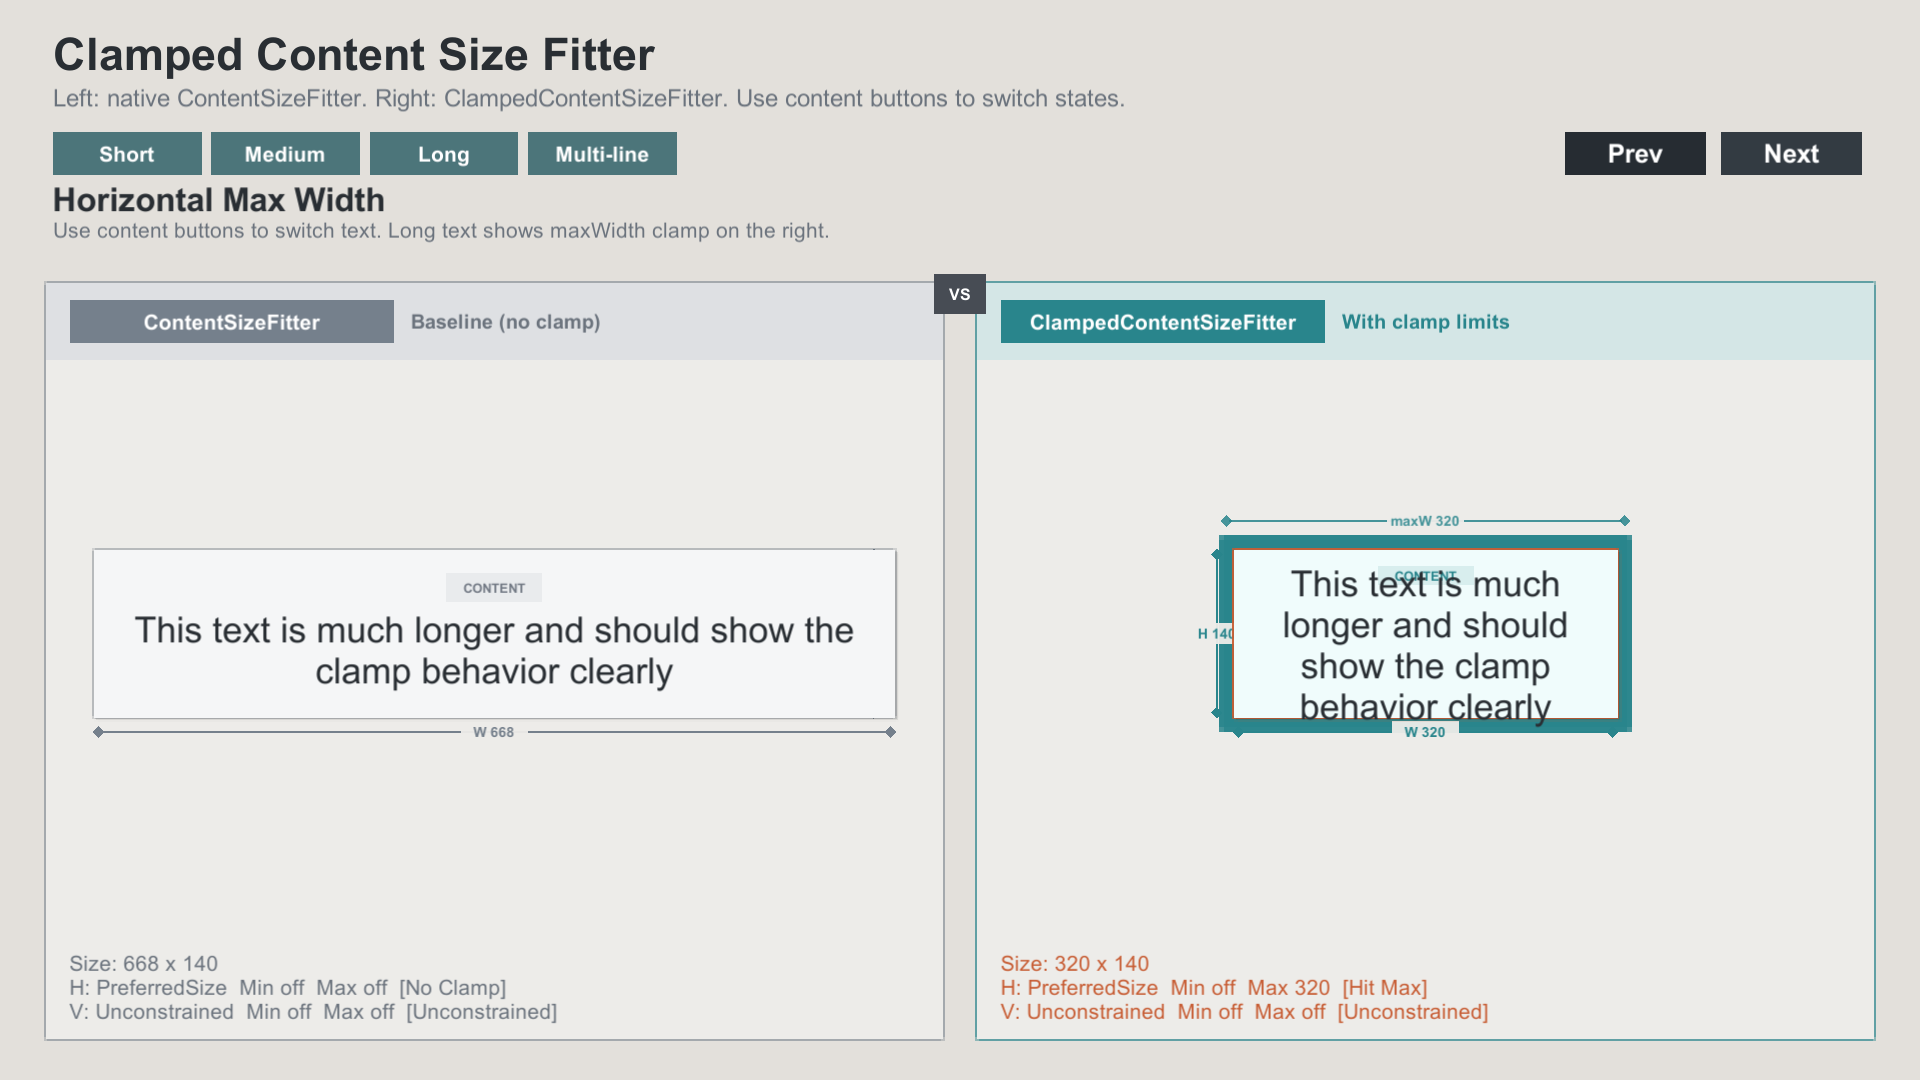 Clamped Content Size Fitter
Left: native ContentSizeFitter. Right: ClampedContentSizeFitter. Use content buttons to switch states.
Short
Medium
Long
Multi-line
Prev
Next
Horizontal Max Width
Use content buttons to switch text. Long text shows maxWidth clamp on the right.
ContentSizeFitter
Baseline (no clamp)
CONTENT
This text is much longer and should show the
clamp behavior clearly
W 668
Size: 668 x 140
H: PreferredSize  Min off  Max off  [No Clamp]
V: Unconstrained  Min off  Max off  [Unconstrained]
VS
ClampedContentSizeFitter
With clamp limits
maxW 320
CONTENT
This text is much
longer and should
show the clamp
behavior clearly
H 140
W 320
Size: 320 x 140
H: PreferredSize  Min off  Max 320  [Hit Max]
V: Unconstrained  Min off  Max off  [Unconstrained]